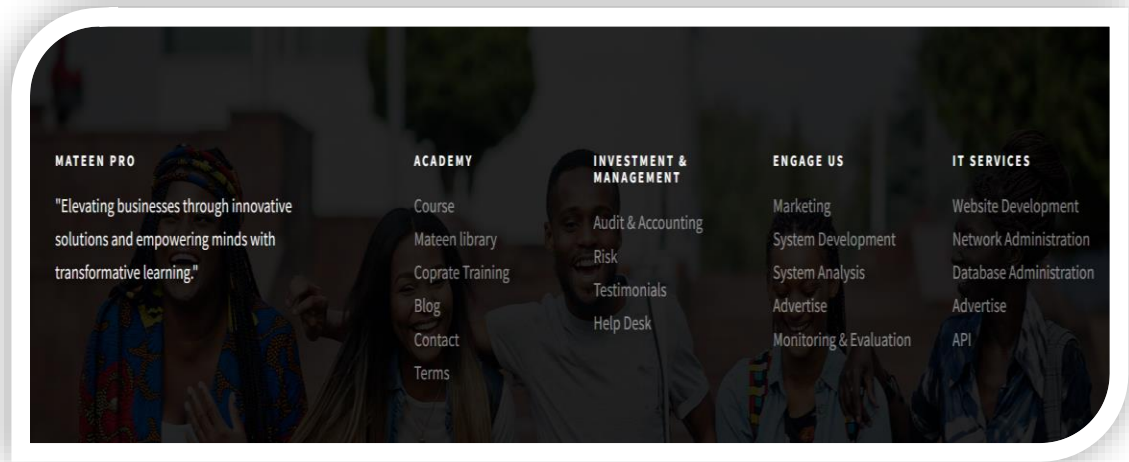 MATEEN PRO
"Elevating businesses through innovative
solutions and empowering minds with
transformative learning."
ACADEMY
Course
Mateen library
Coprate Training
Blog
Contact
Terms
INVESTMENT &
MANAGEMENT
Audit & Accounting
Risk
Testimonials
Help Desk
ENGAGE US
Marketing
System Development
System Analysis
Advertise
Monitoring & Evaluation
IT SERVICES
Website Development
Network Administration
Database Administration
Advertise
API